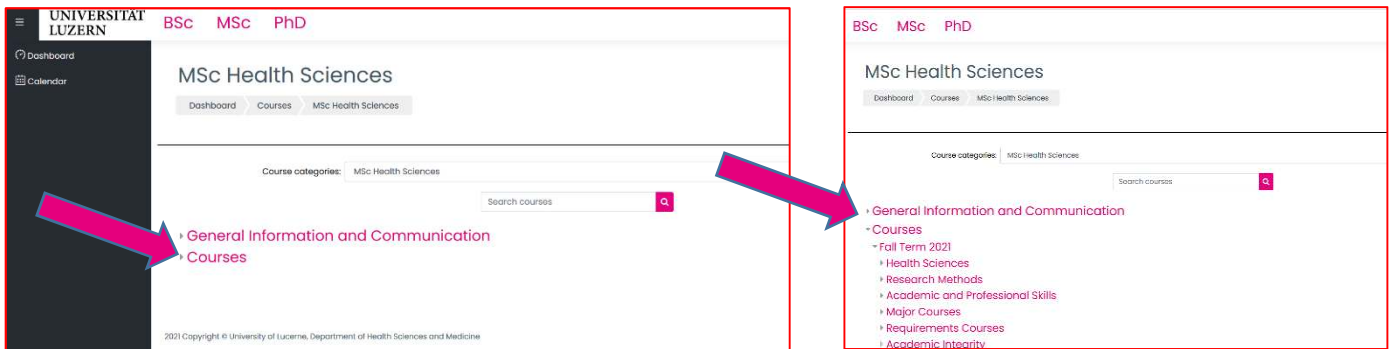 UNIVERSITÄT
LUZERN
BSc MSc PhD
Dashboard
Calendar
MSc Health Sciences
Dashboard Courses MSc Health Sciences
Course categories: MSc Health Sciences
Search courses
General Information and Communication
Courses
2021 Copyright © University of Lucerne, Department of Health Sciences and Medicine
BSc MSc PhD
MSc Health Sciences
Dashboard Courses MSc Health Sciences
Course categories: MSc Health Sciences
Search courses
General Information and Communication
Courses
Fall Term 2021
Health Sciences
Research Methods
Academic and Professional Skills
Major Courses
Requirements Courses
Academic Integrity